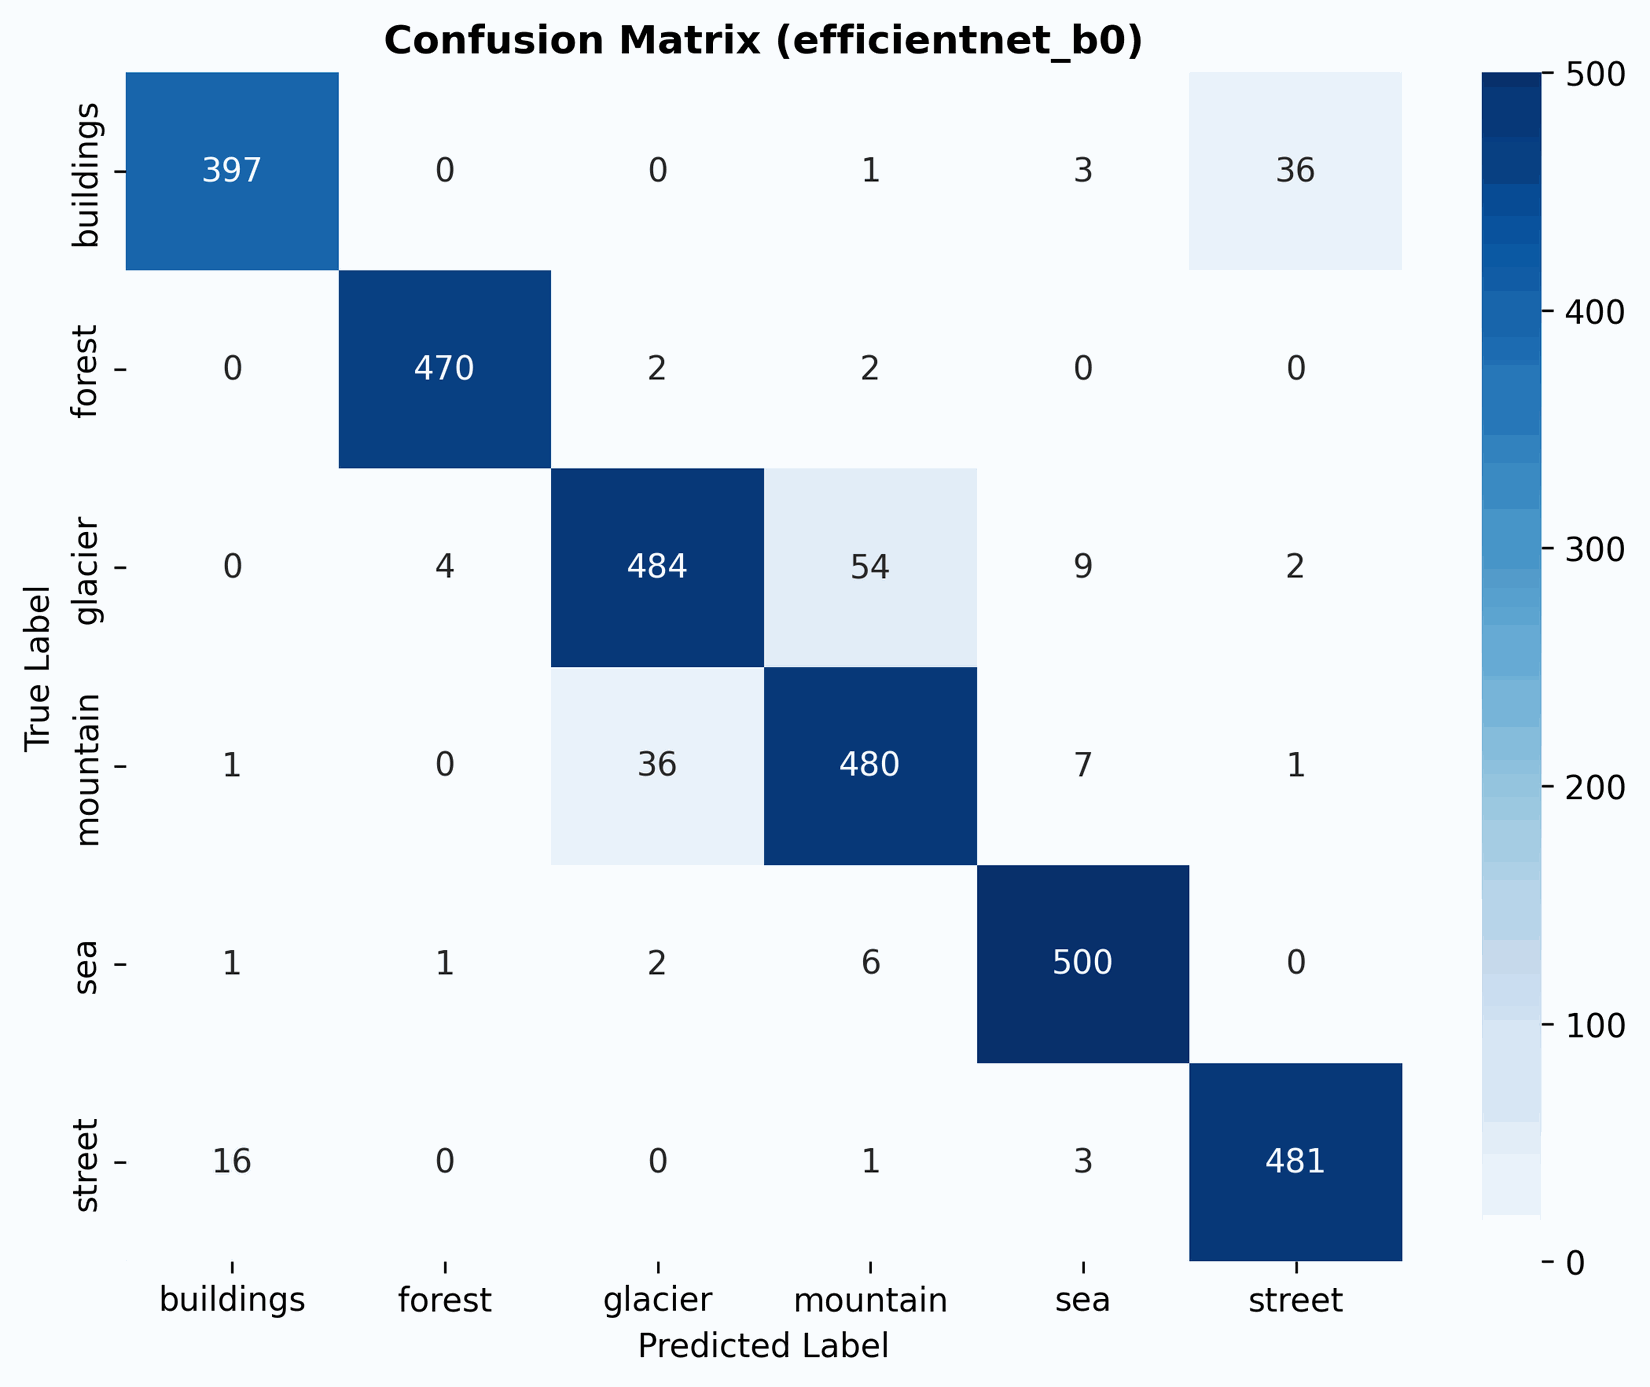 Confusion Matrix (efficientnet_b0)
True Label
buildings 397 0 0 1 3 36
forest 0 470 2 2 0 0
glacier 0 4 484 54 9 2
mountain 1 0 36 480 7 1
sea 1 1 2 6 500 0
street 16 0 0 1 3 481
buildings forest glacier mountain sea street
Predicted Label
500
400
300
200
100
0